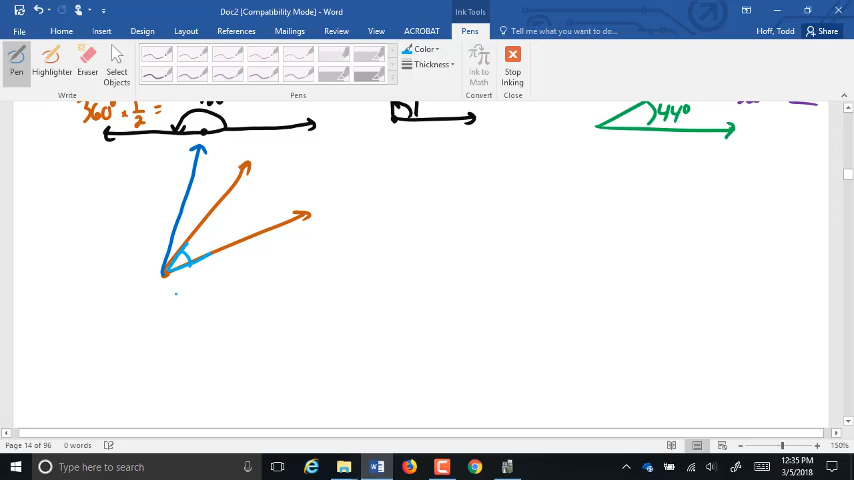 Doc2 [Compatibility Mode] - Word
Ink Tools
Hoff, Todd
Share
File Home Insert Design Layout References Mailings Review View ACROBAT Pens Tell me what you want to do...
Pen
Highlighter
Eraser
Select Objects
Color
Thickness
Ink to Math
Stop Inking
Write
Pens
Convert
Close
360° × 1/2 =
44°
Page 14 of 96 0 words
150%
Type here to search
12:35 PM
3/5/2018